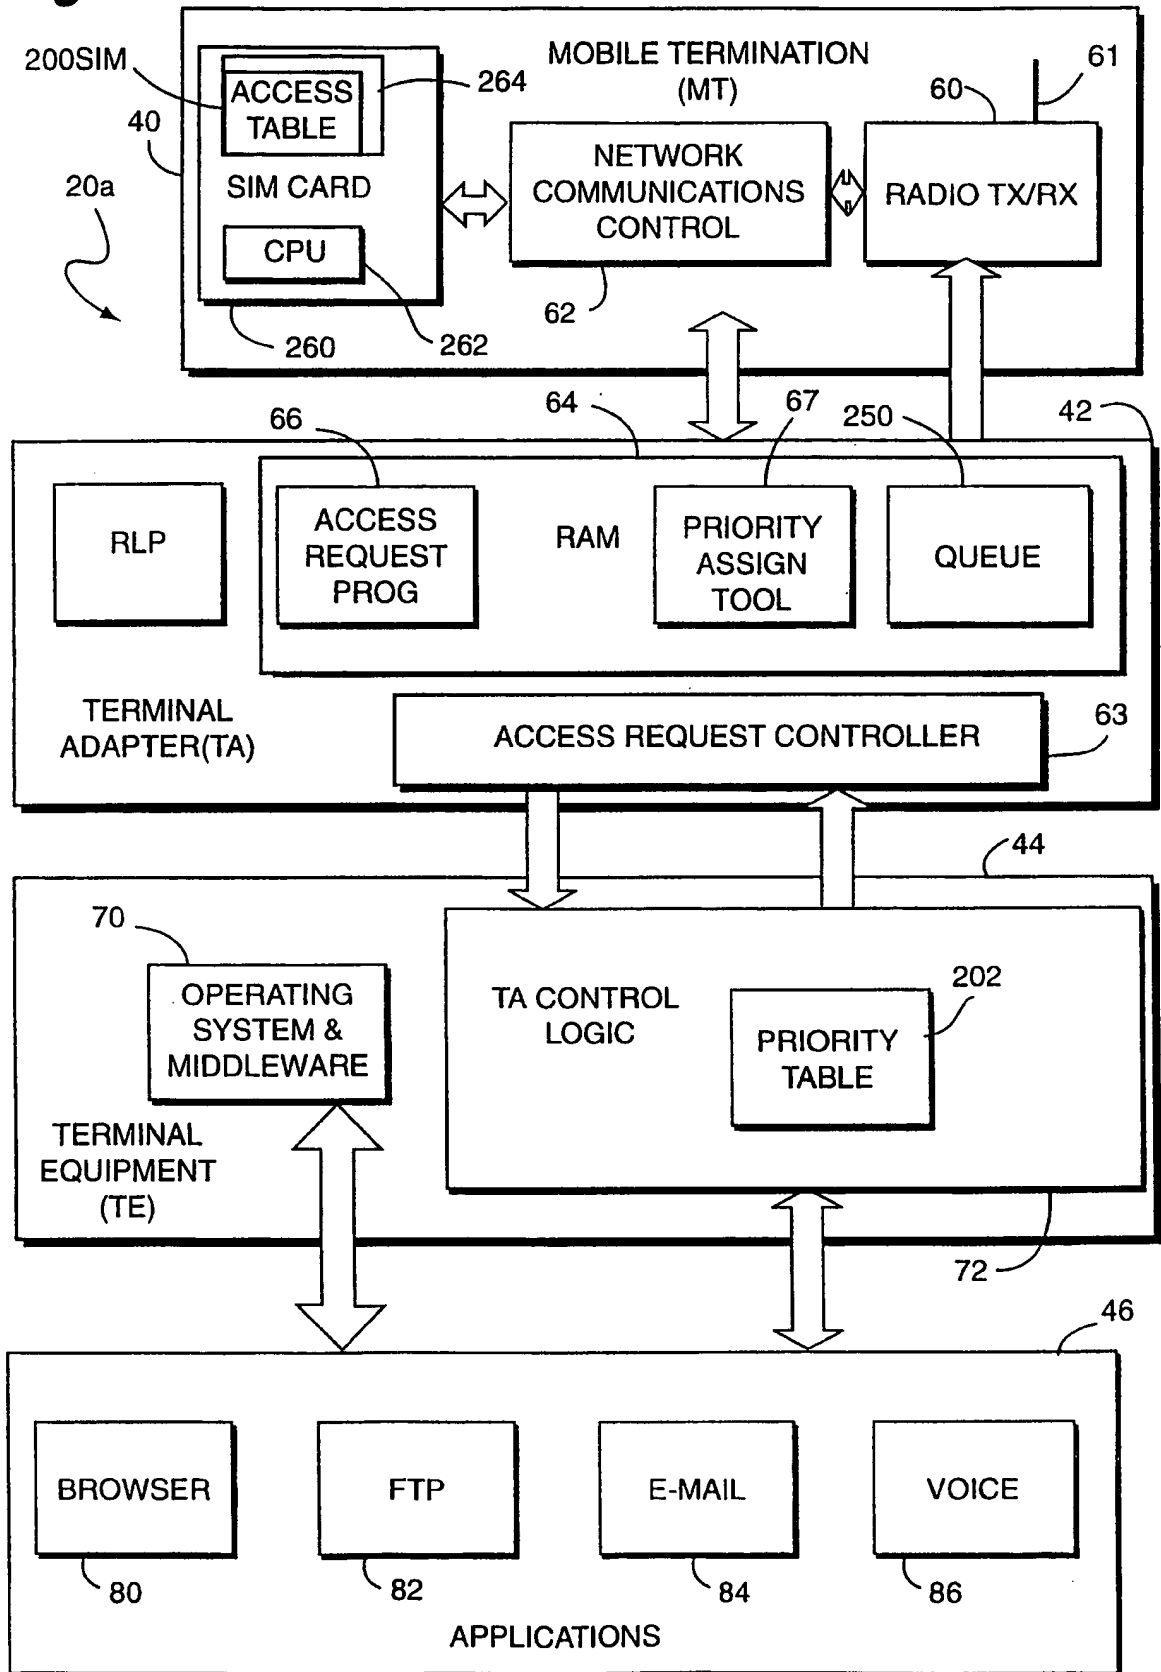 200SIM
ACCESS
TABLE
264
MOBILE TERMINATION
(MT)
61
60
40
20a
SIM CARD
CPU
NETWORK
COMMUNICATIONS
CONTROL
RADIO TX/RX
62
260
262
66
64
67
250
42
RLP
ACCESS
REQUEST
PROG
RAM
PRIORITY
ASSIGN
TOOL
QUEUE
TERMINAL
ADAPTER(TA)
ACCESS REQUEST CONTROLLER
63
44
70
OPERATING
SYSTEM &
MIDDLEWARE
TA CONTROL
LOGIC
202
PRIORITY
TABLE
TERMINAL
EQUIPMENT
(TE)
72
46
BROWSER
FTP
E-MAIL
VOICE
80
82
84
86
APPLICATIONS